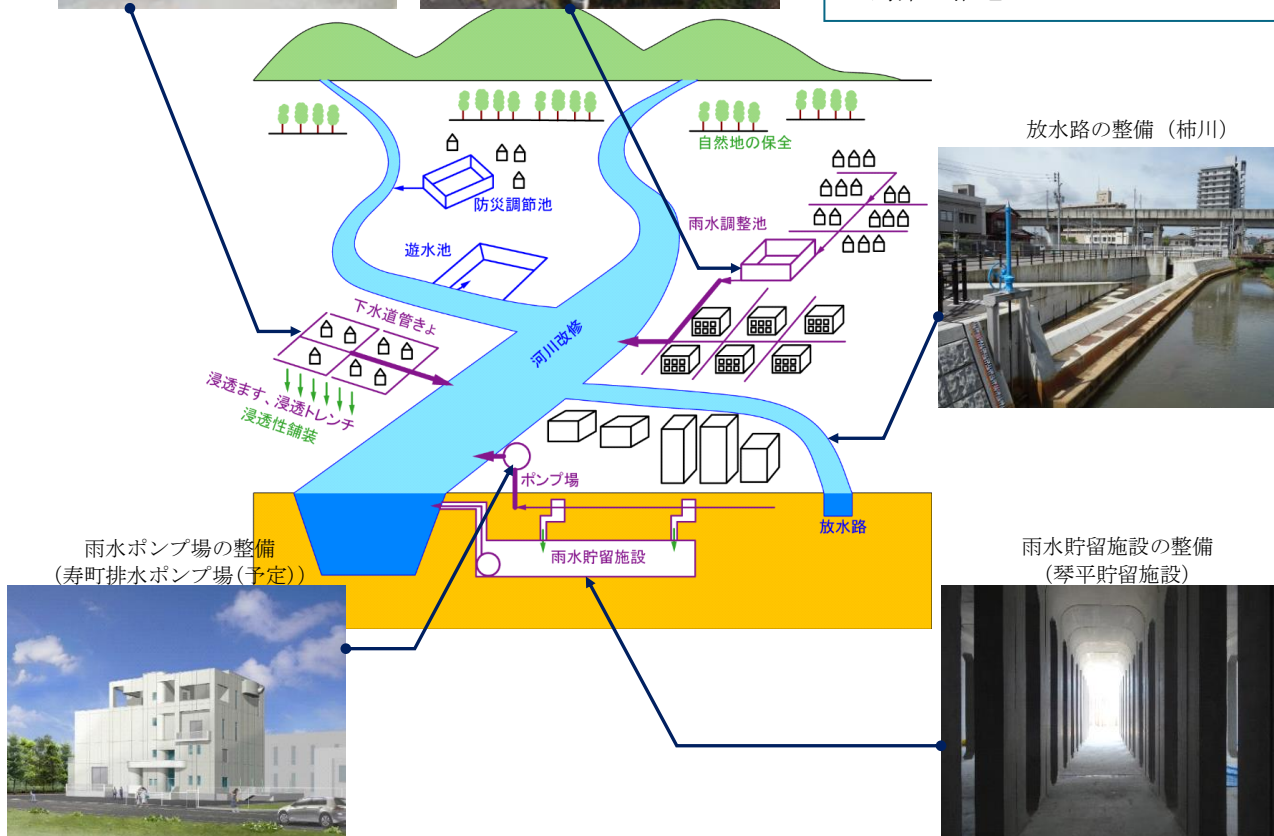 放水路の整備（柿川）
自然地の保全
防災調節池
雨水調整池
遊水池
下水道管きょ
河川改修
浸透ます、浸透トレンチ
浸透性舗装
ポンプ場
放水路
雨水貯留施設
雨水ポンプ場の整備
（寿町排水ポンプ場（予定））
雨水貯留施設の整備
（琴平貯留施設）